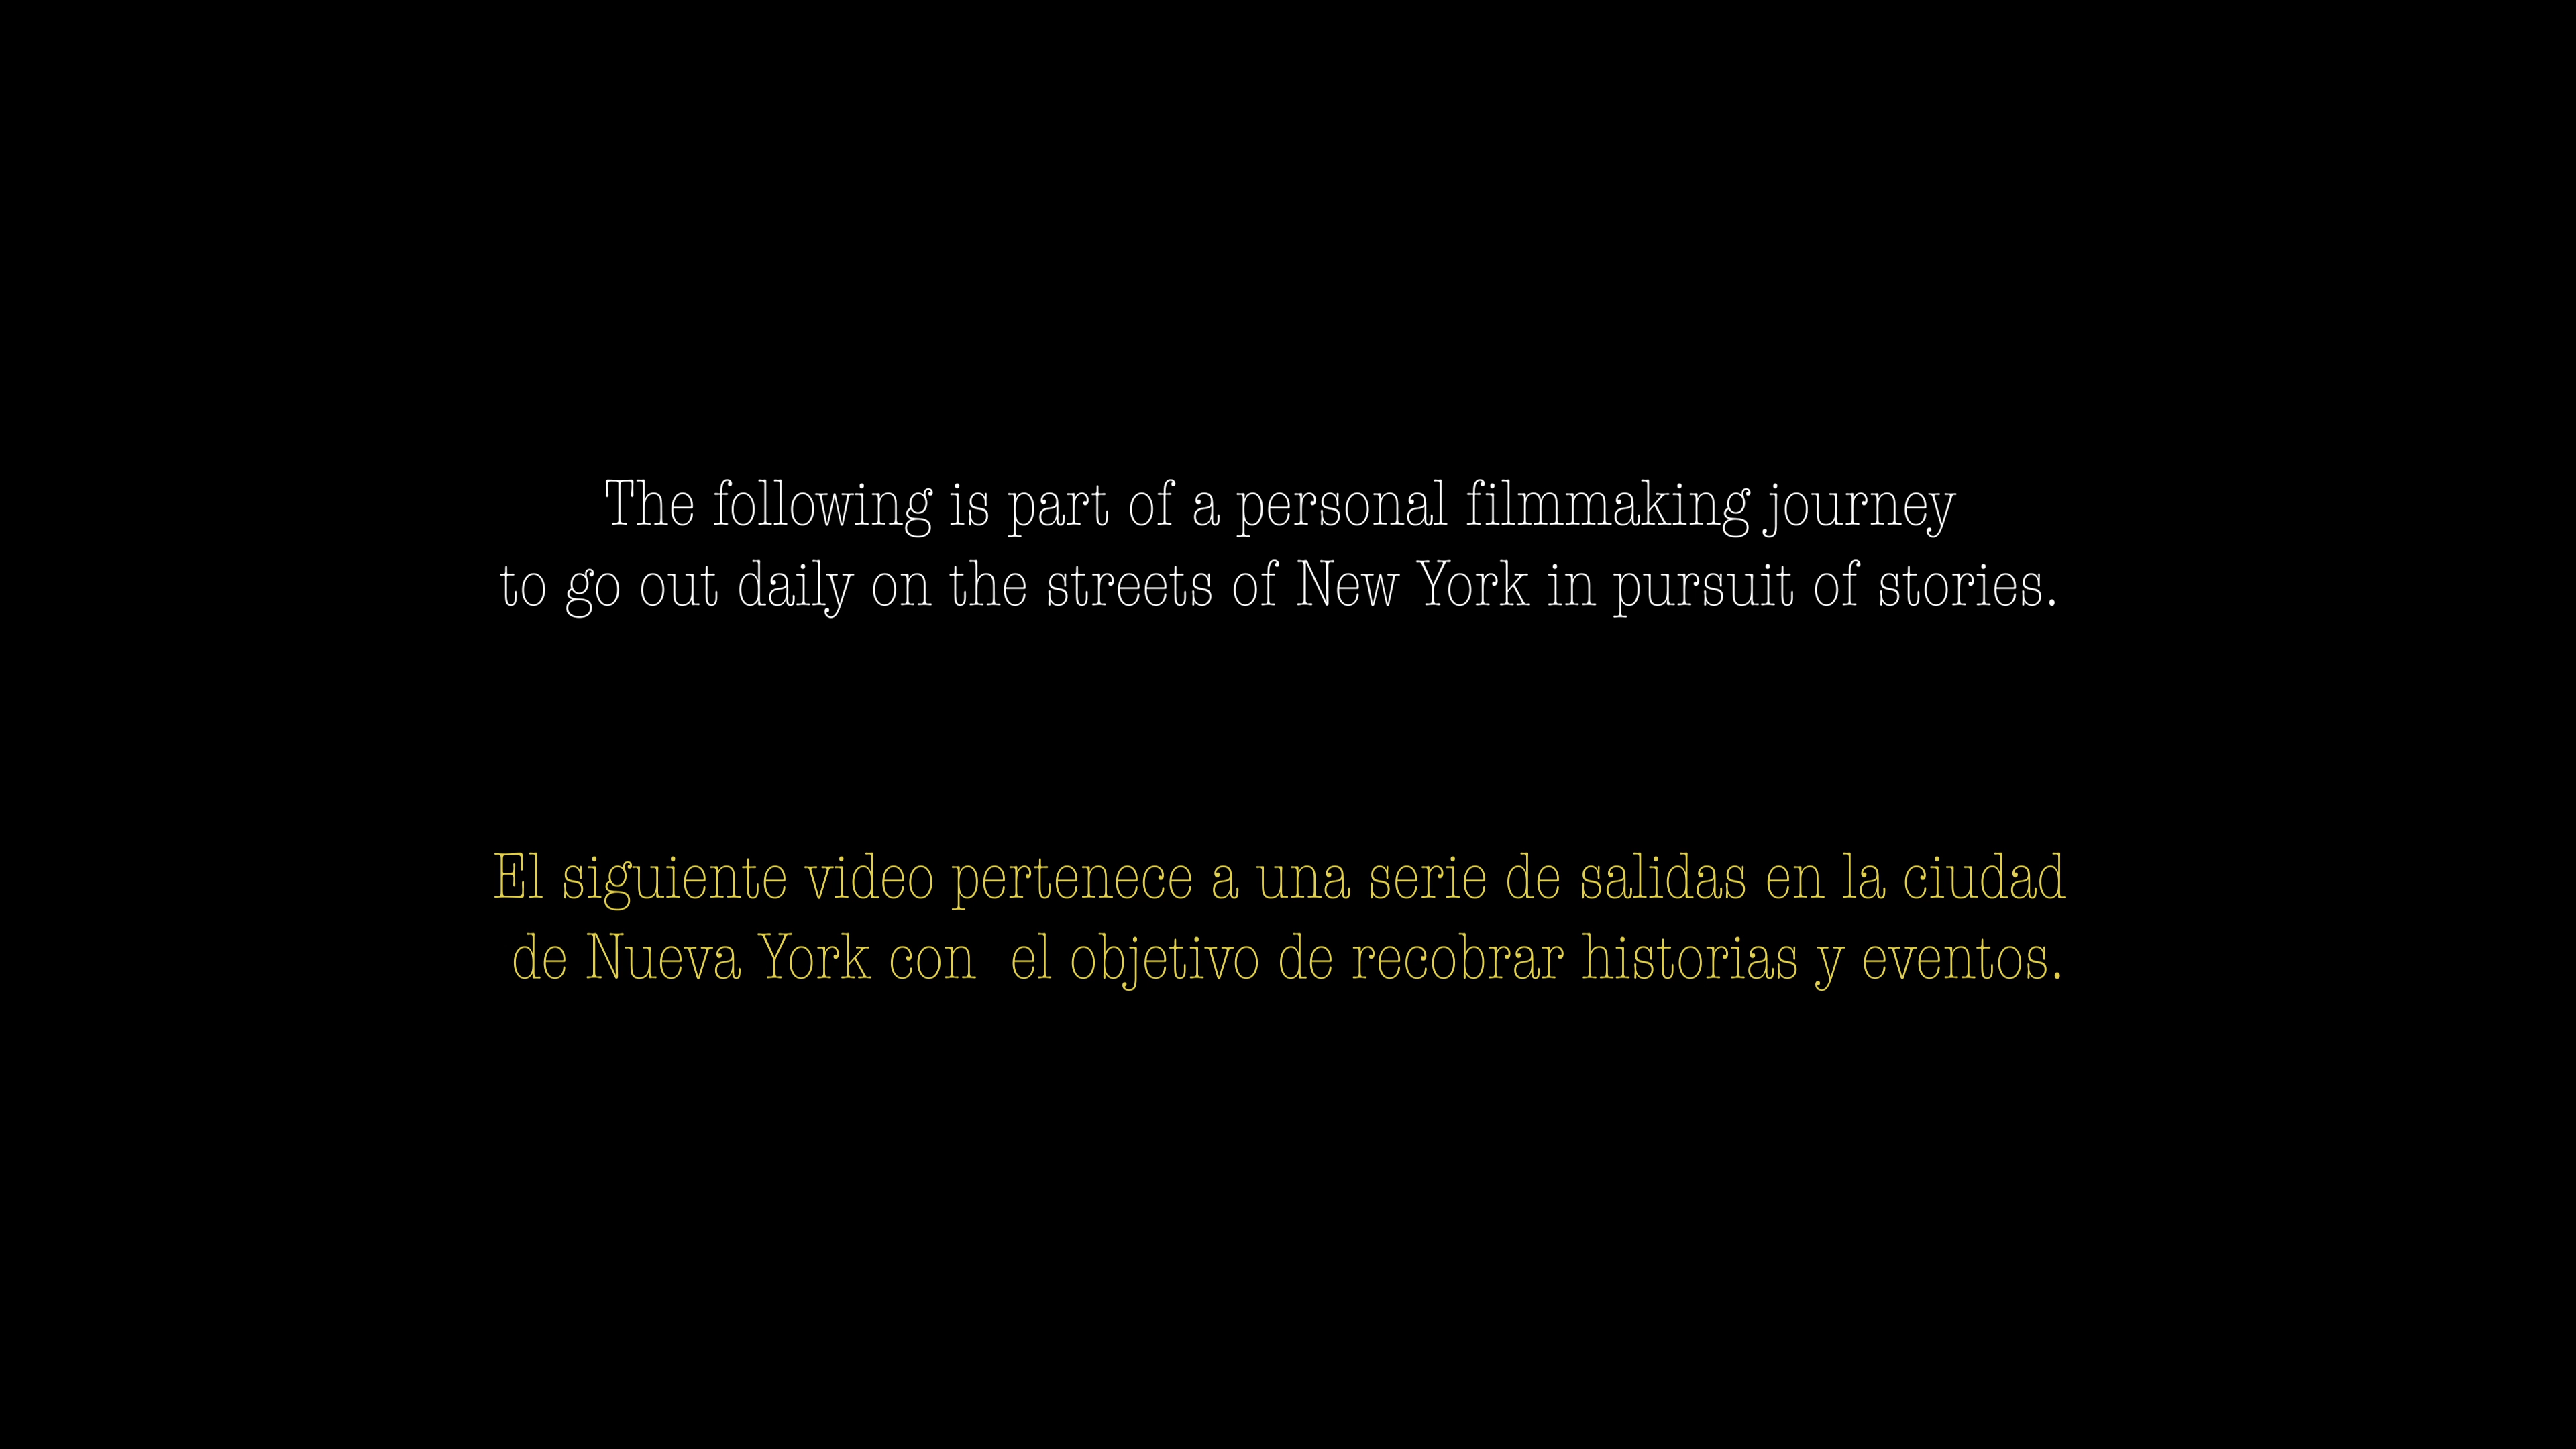 The following is part of a personal filmmaking journey
to go out daily on the streets of New York in pursuit of stories.
El siguiente video pertenece a una serie de salidas en la ciudad
de Nueva York con  el objetivo de recobrar historias y eventos.